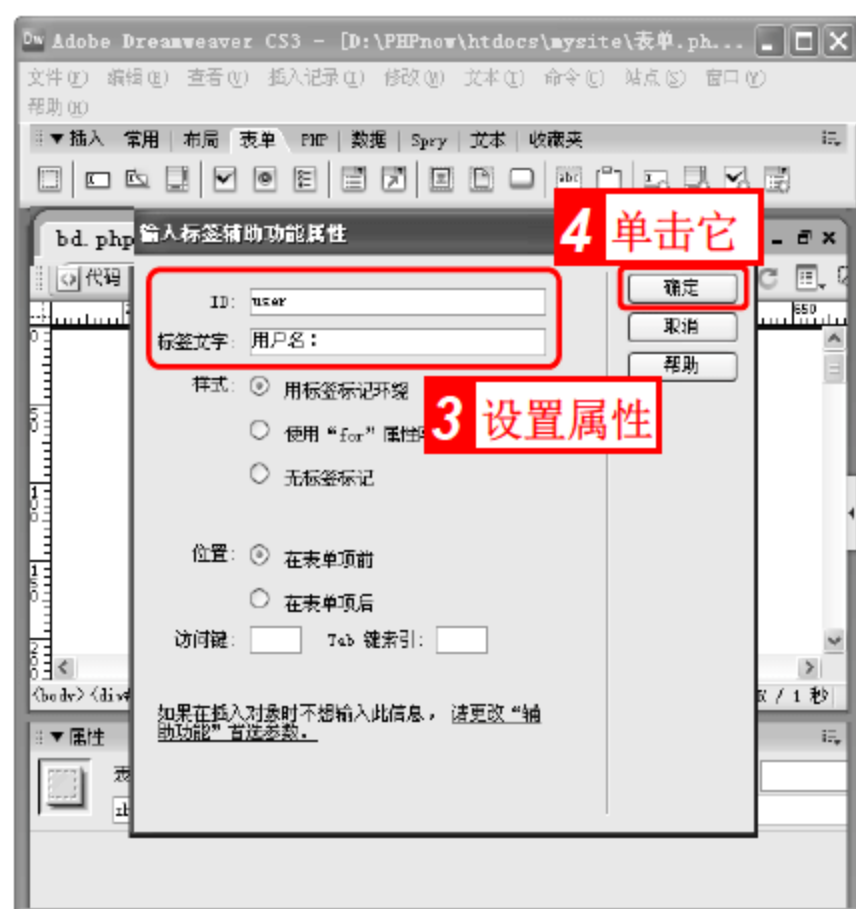 Adobe Dreamweaver CS3 - [D:\PHPnow\htdocs\mysite\表单.ph...
文件(F) 编辑(E) 查看(V) 插入记录(I) 修改(M) 文本(T) 命令(C) 站点(S) 窗口(W)
帮助(H)
▼插入 常用 布局 表单 PHP 数据 Spry 文本 收藏夹
4 单击它
bd.php
输入标签辅助功能属性
代码
ID: user
确定
标签文字: 用户名:
取消
帮助
样式: 用标签标记环绕
3 设置属性
使用 “for” 属性
无标签标记
位置: 在表单项前
在表单项后
访问键: Tab 键索引:
<body> <div#
/ 1 秒
如果在插入对象时不想输入此信息, 请更改 “辅
助功能” 首选参数。
▼属性
650